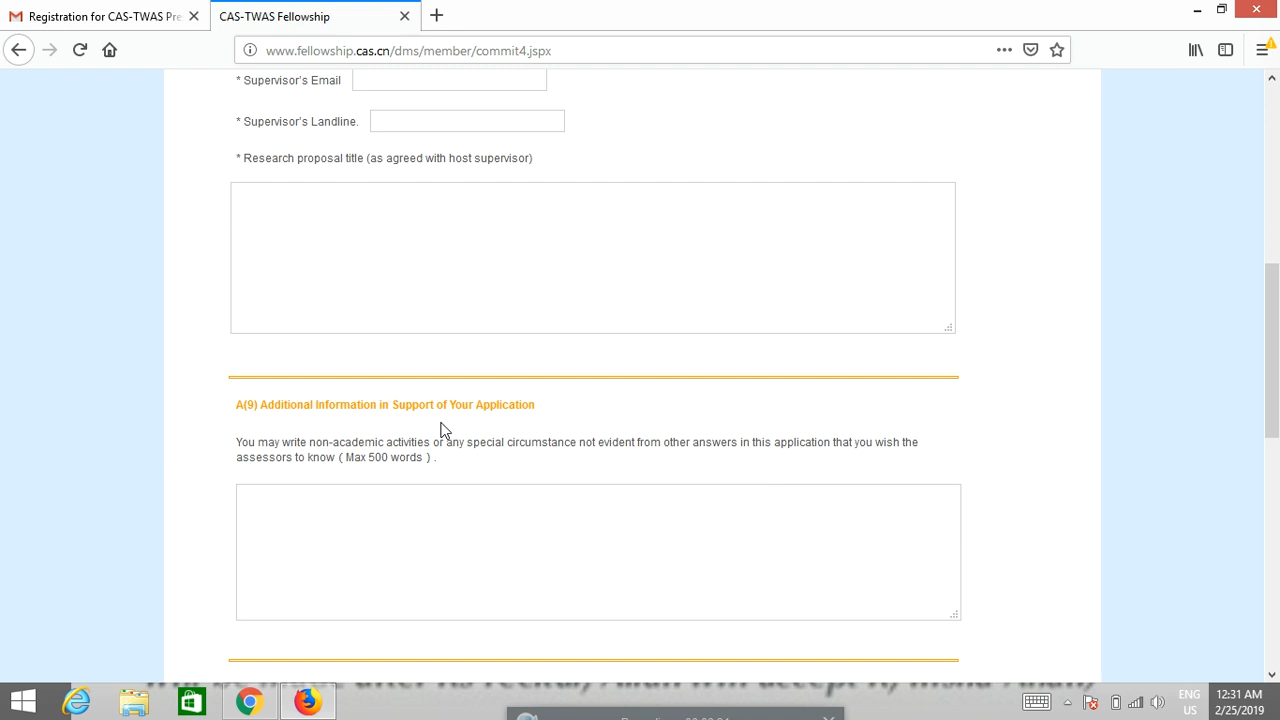 Registration for CAS-TWAS Pre
CAS-TWAS Fellowship
www.fellowship.cas.cn/dms/member/commit4.jspx
* Supervisor's Email
* Supervisor's Landline.
* Research proposal title (as agreed with host supervisor)
A(9) Additional Information in Support of Your Application
You may write non-academic activities or any special circumstance not evident from other answers in this application that you wish the
assessors to know ( Max 500 words ) .
ENG
US
12:31 AM
2/25/2019